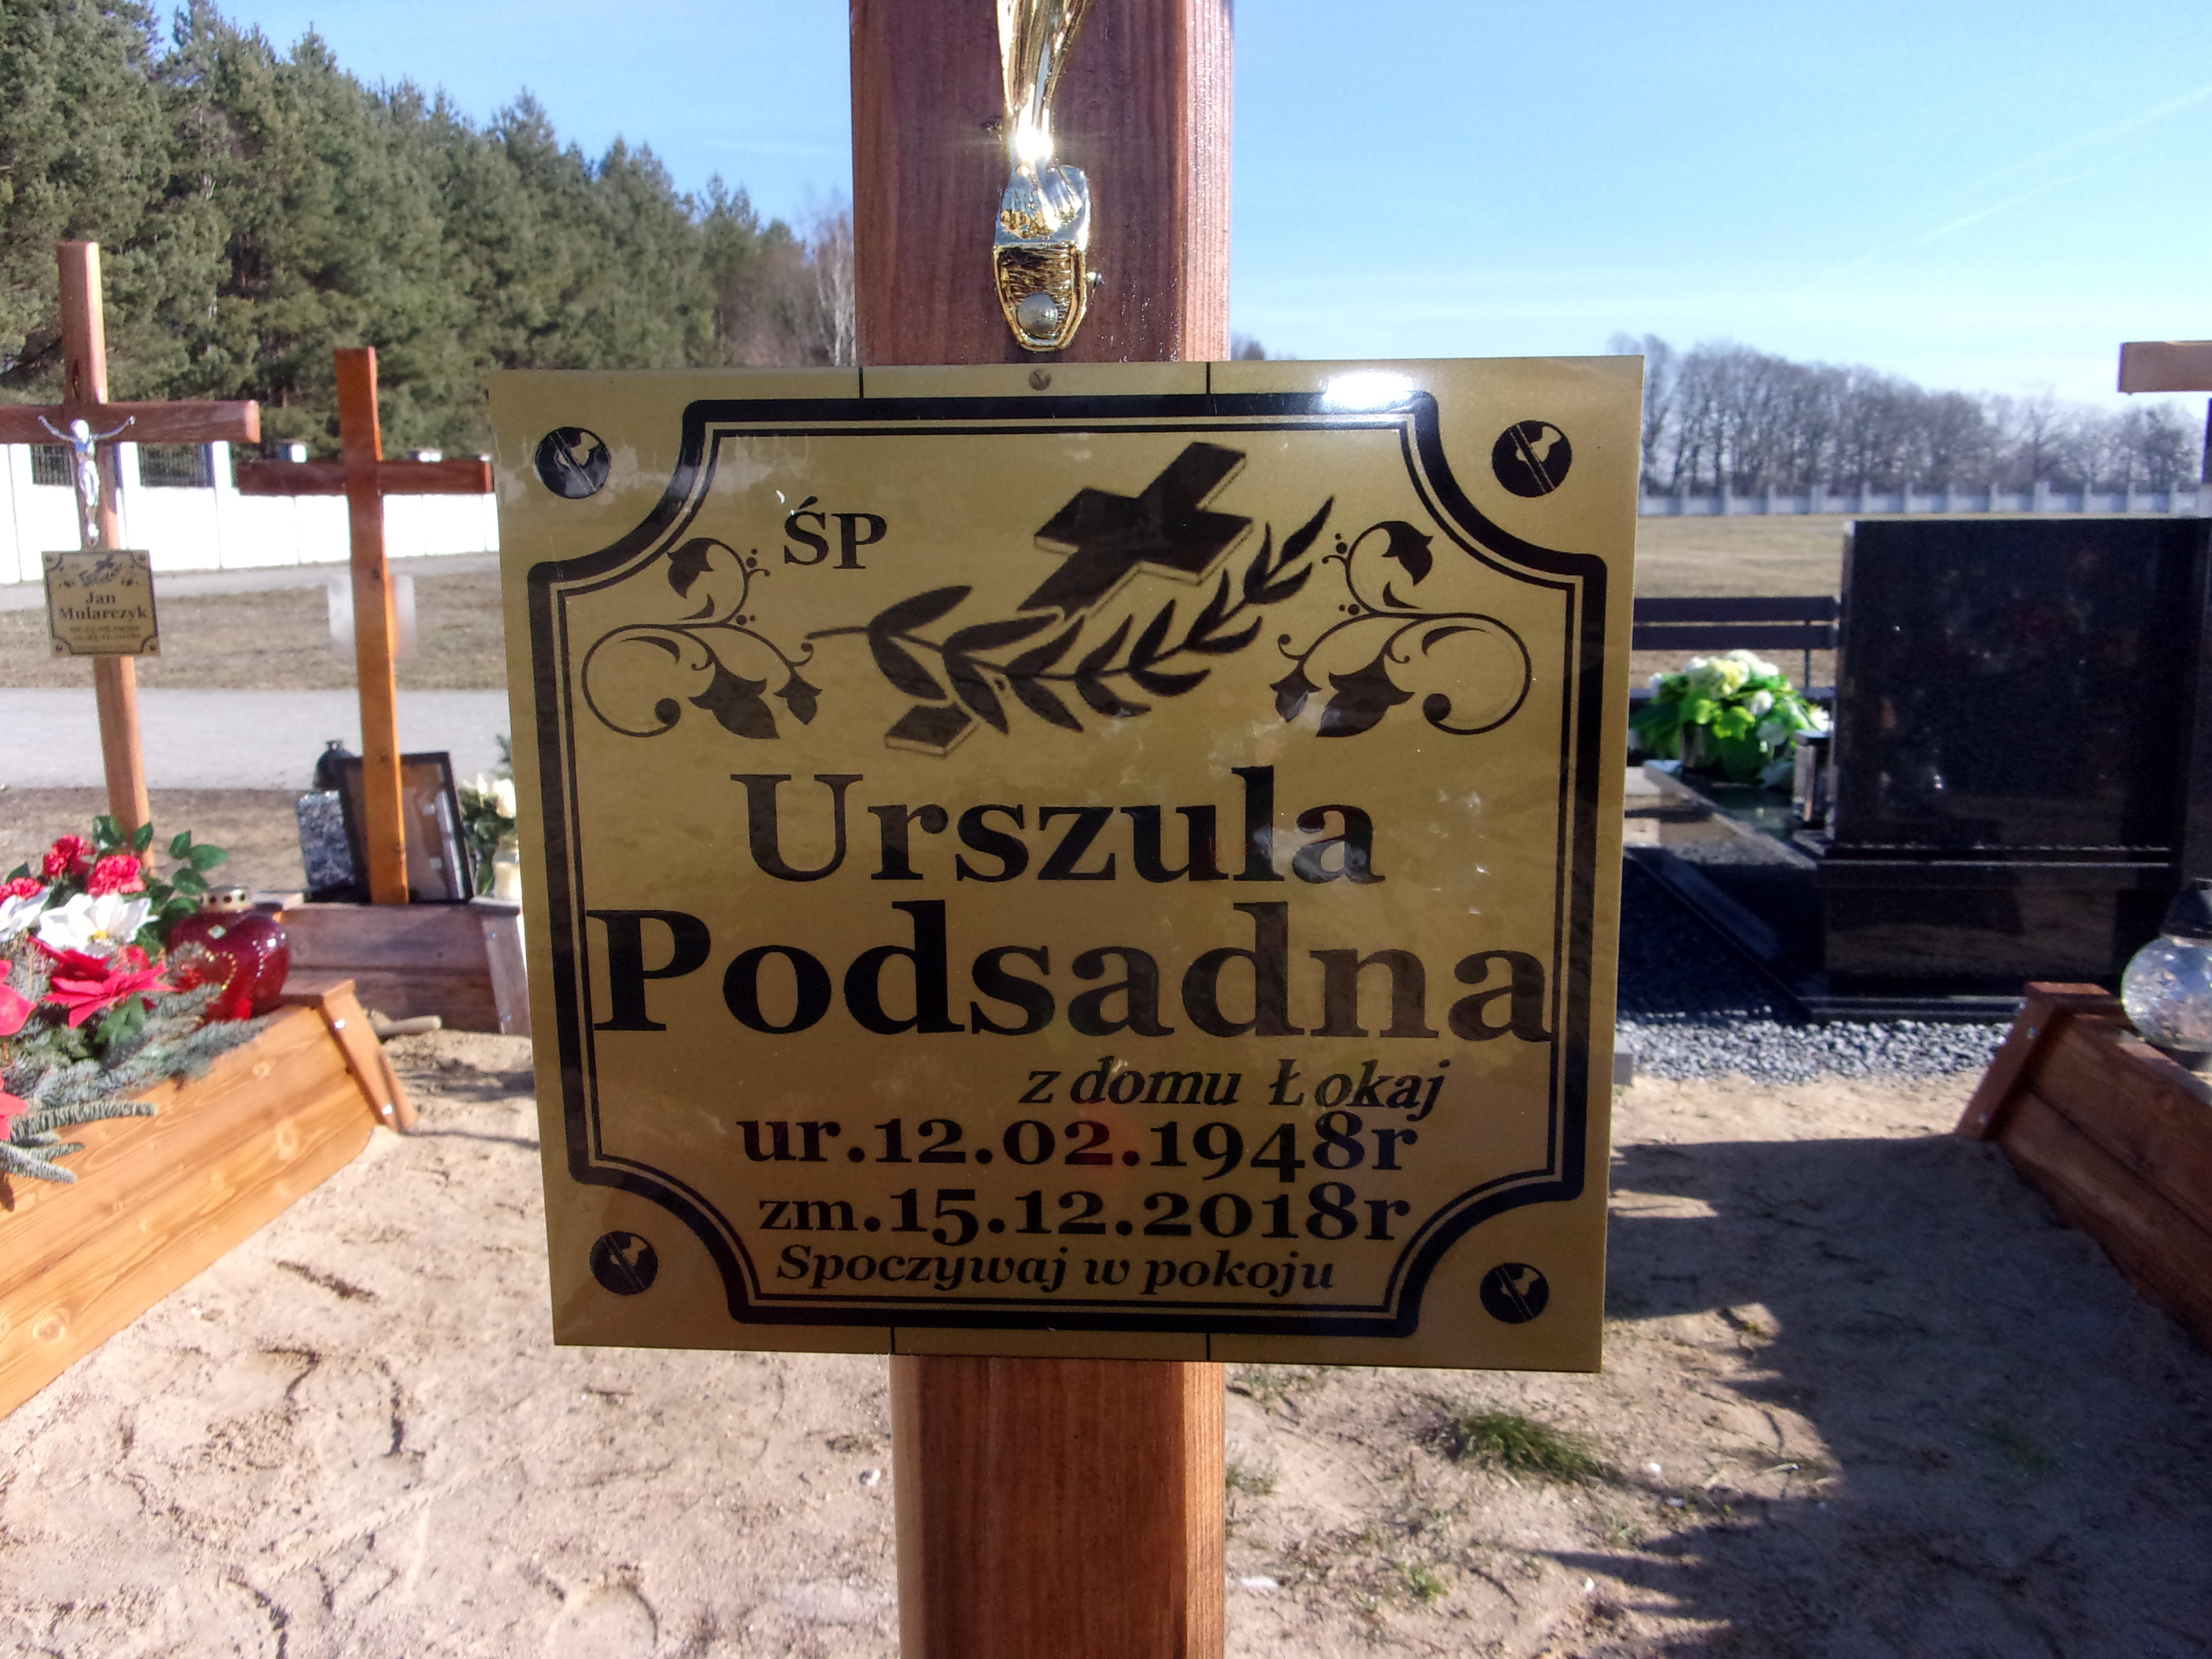 ŚP
Urszula
Podsadna
z domu Łokaj
ur.12.02.1948r
zm.15.12.2018r
Spoczywaj w pokoju
Jan
Mularczyk